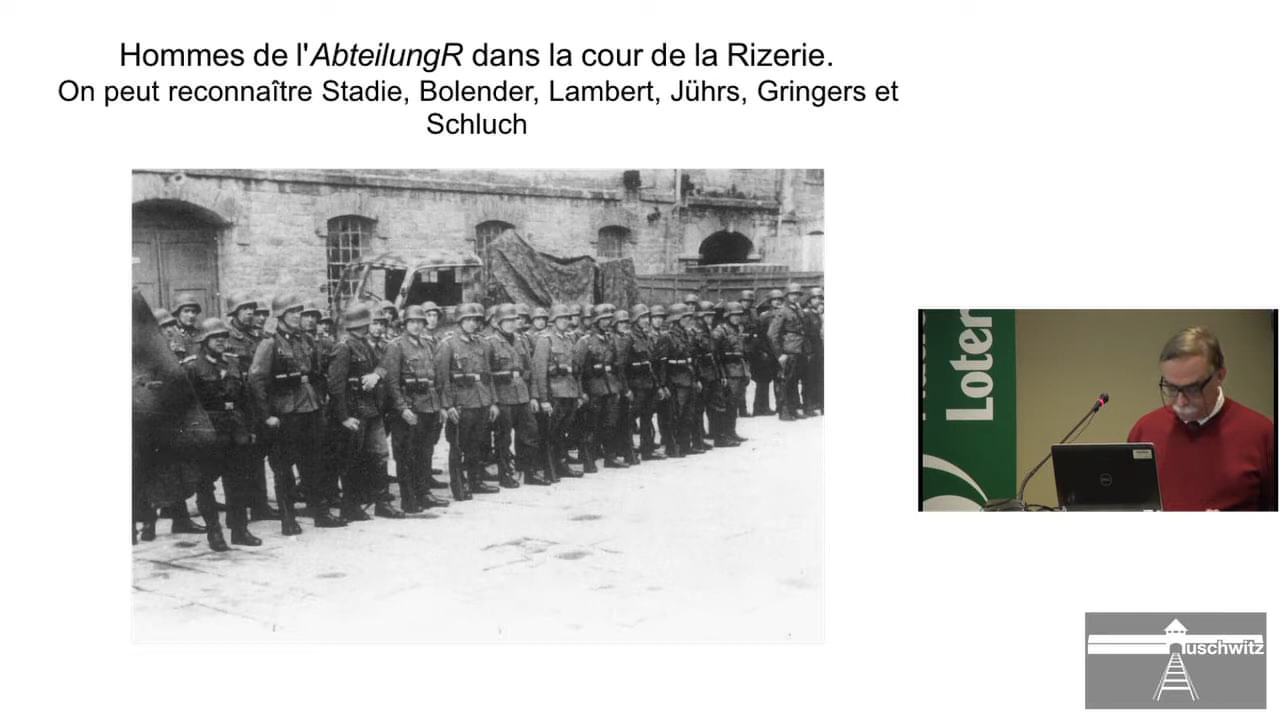 Hommes de l'AbteilungR dans la cour de la Rizerie.
On peut reconnaître Stadie, Bolender, Lambert, Jührs, Gringers et
Schluch
Loter
uschwitz